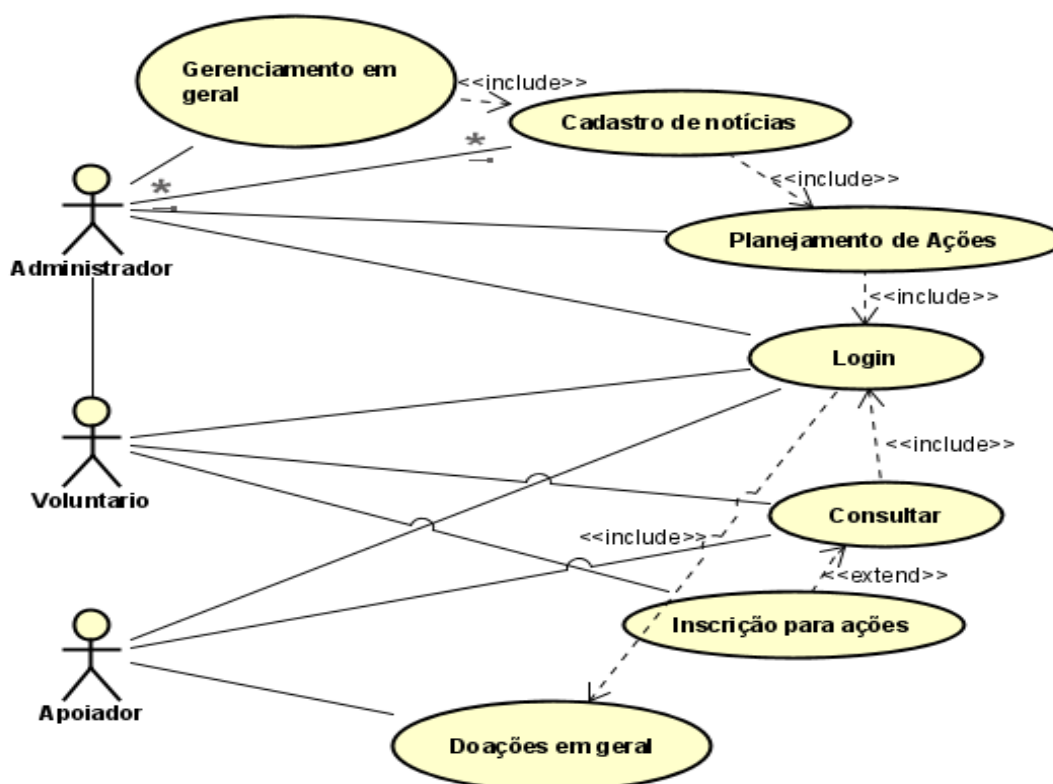 Gerenciamento em
geral
<<include>>
Cadastro de notícias
*
*
<<include>>
Planejamento de Ações
Administrador
<<include>>
Login
<<include>>
Voluntario
Consultar
<<include>>
<<extend>>
Inscrição para ações
Apoiador
Doações em geral